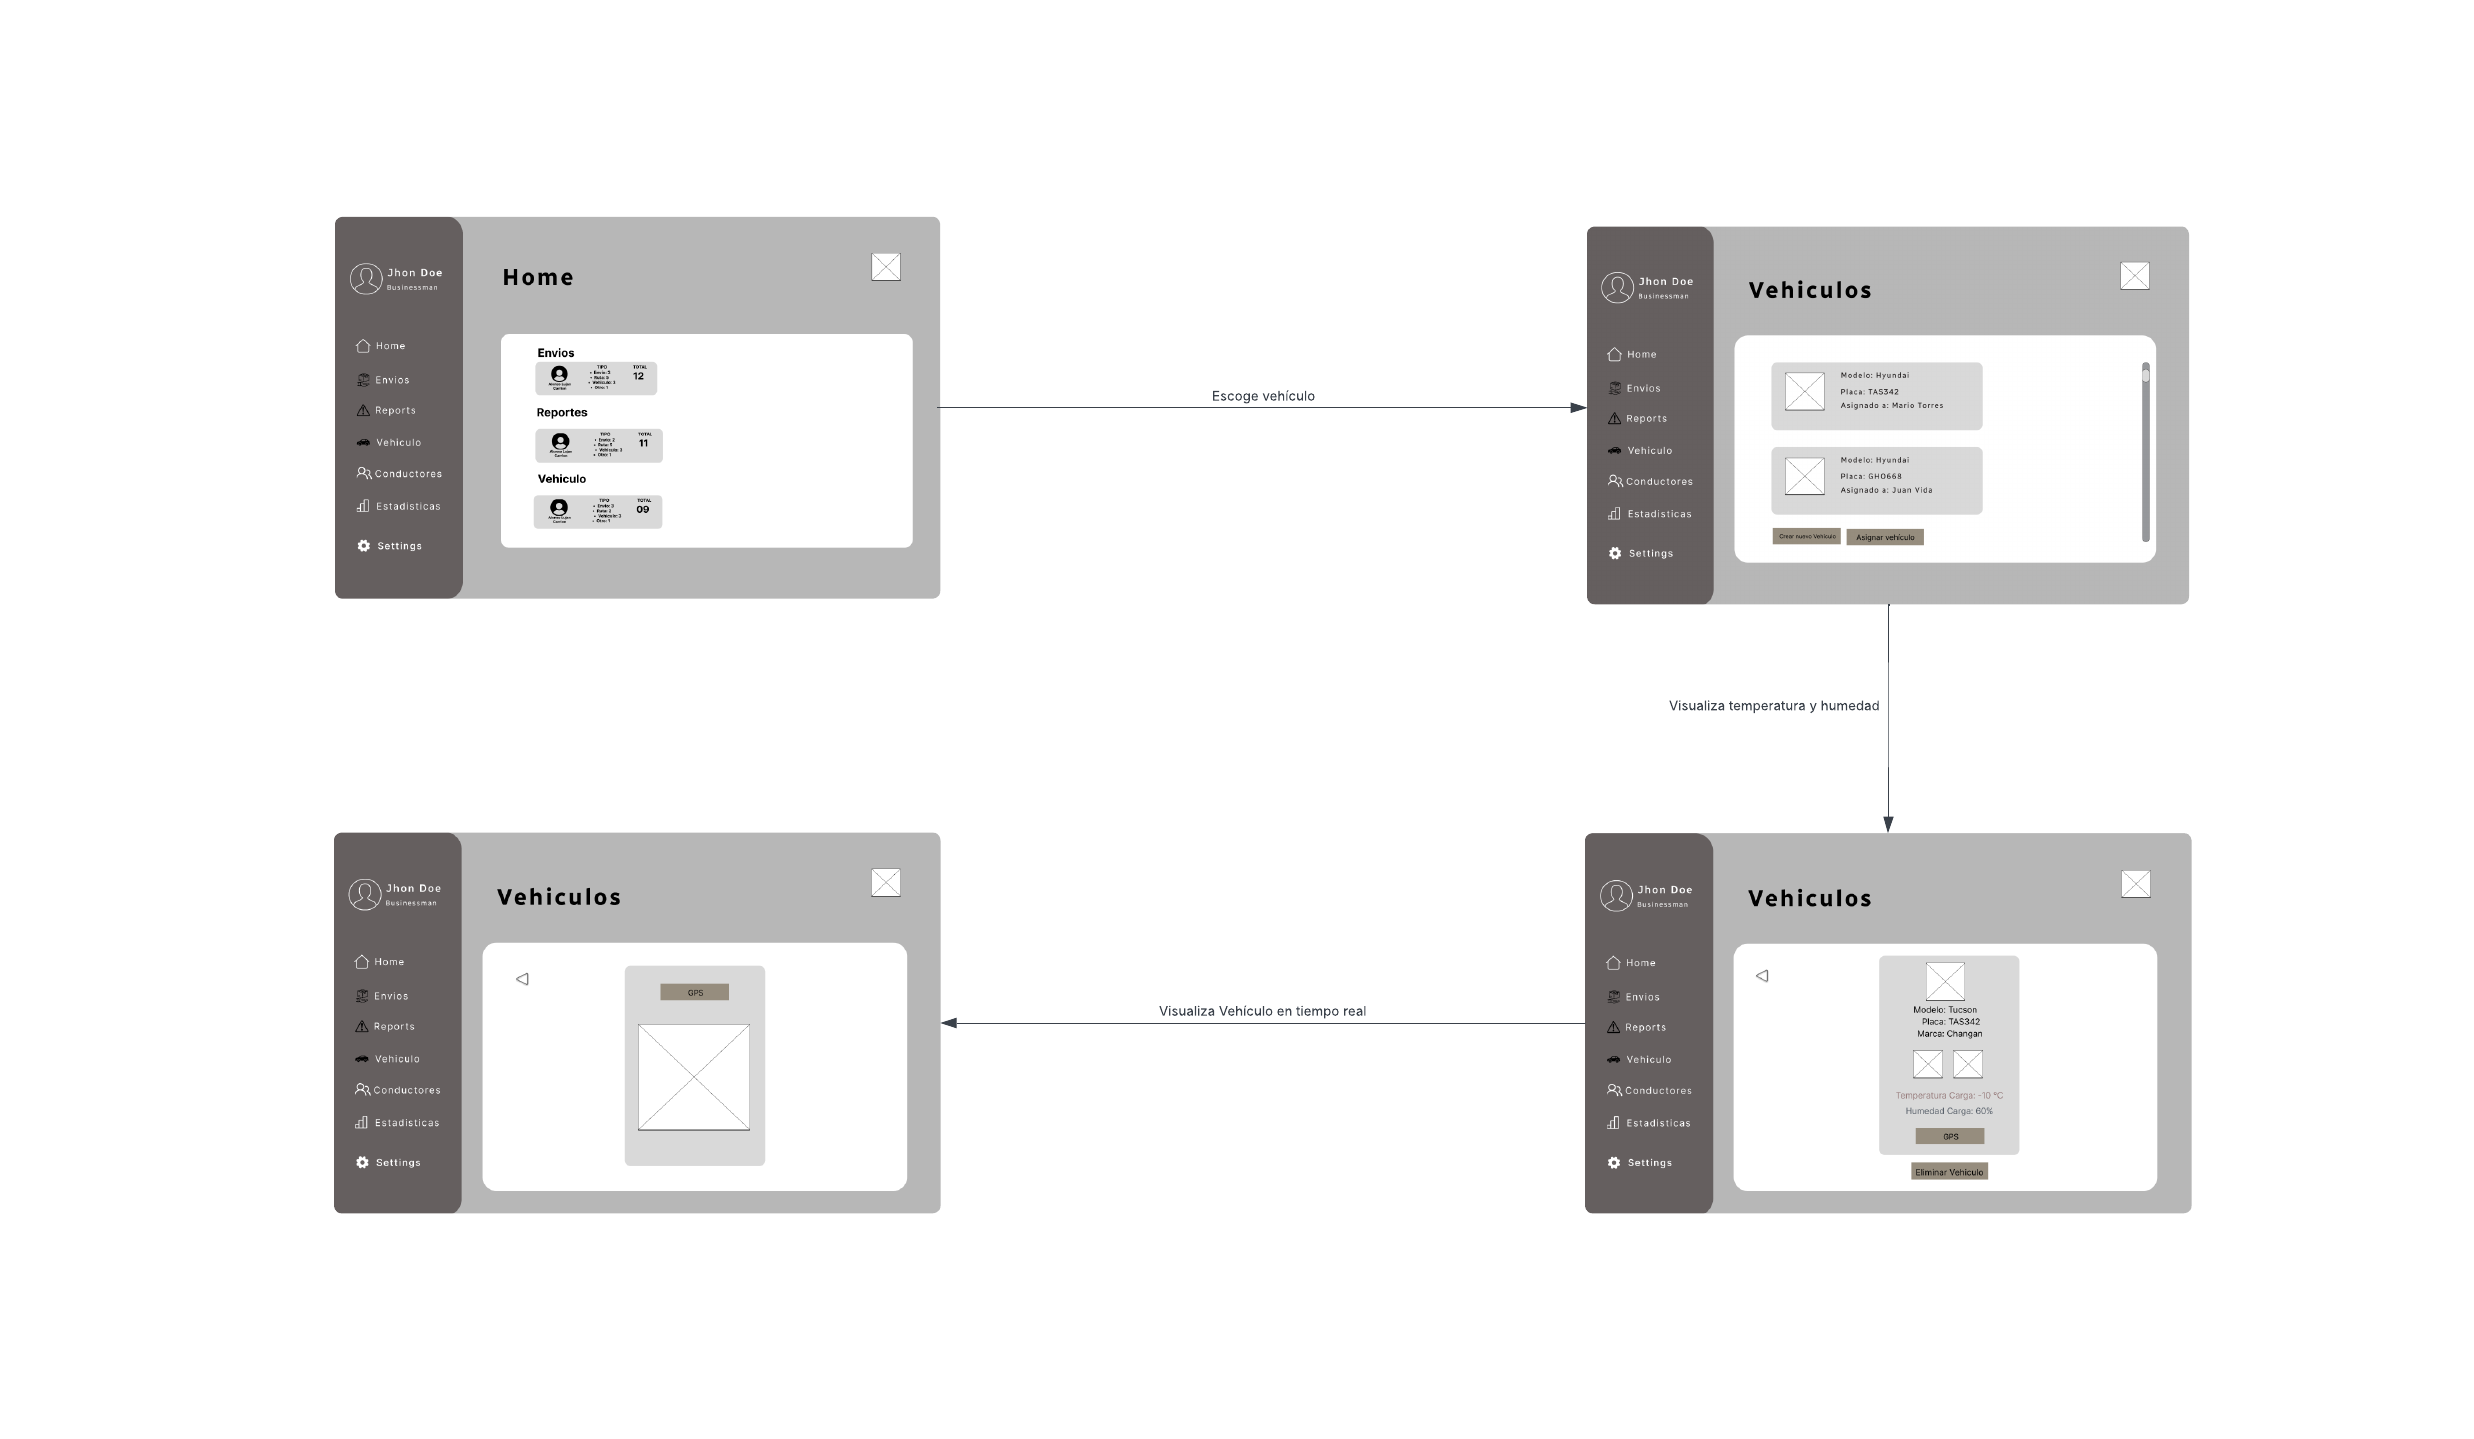 Jhon Doe
Businessman
Home
Envios
Reports
Vehiculo
Conductores
Estadisticas
Settings
Home
Envios
TIPO
TOTAL
12
Reportes
TIPO
TOTAL
11
Vehiculo
TIPO
TOTAL
09
Escoge vehículo
Jhon Doe
Businessman
Home
Envios
Reports
Vehiculo
Conductores
Estadisticas
Settings
Vehiculos
Modelo: Hyundai
Placa: TAS342
Asignado a: Mario Torres
Modelo: Hyundai
Placa: GHO668
Asignado a: Juan Vida
Crear nuevo Vehiculo
Asignar vehículo
Visualiza temperatura y humedad
Jhon Doe
Businessman
Home
Envios
Reports
Vehiculo
Conductores
Estadisticas
Settings
Vehiculos
GPS
Visualiza Vehículo en tiempo real
Jhon Doe
Businessman
Home
Envios
Reports
Vehiculo
Conductores
Estadisticas
Settings
Vehiculos
Modelo: Tucson
Placa: TAS342
Marca: Changan
Temperatura Carga: -10 °C
Humedad Carga: 60%
GPS
Eliminar Vehiculo